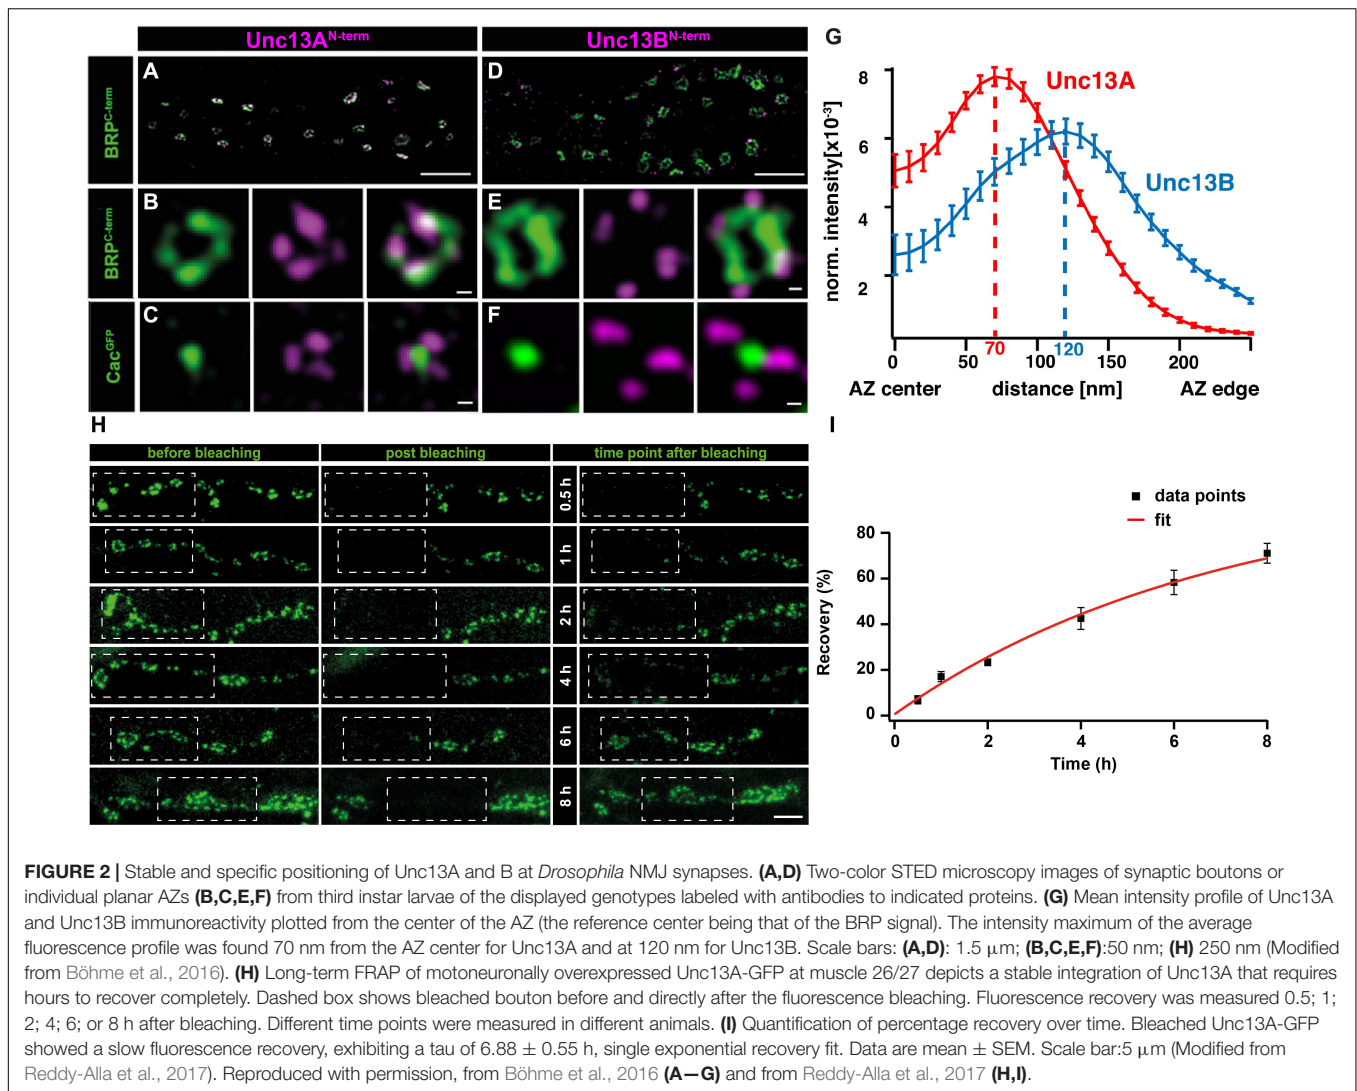 Unc13AN-term
Unc13BN-term
BRPC-term
A
D
BRPC-term
B
E
CacGFP
C
F
G
norm. intensity[x10-3]
8
6
4
2
Unc13A
Unc13B
0
50
70
100
120
150
200
AZ center
distance [nm]
AZ edge
H
before bleaching
post bleaching
time point after bleaching
0.5 h
1 h
2 h
4 h
6 h
8 h
I
data points
fit
Recovery (%)
80
60
40
20
0
0
2
4
6
8
Time (h)
FIGURE 2 | Stable and specific positioning of Unc13A and B at Drosophila NMJ synapses. (A,D) Two-color STED microscopy images of synaptic boutons or
individual planar AZs (B,C,E,F) from third instar larvae of the displayed genotypes labeled with antibodies to indicated proteins. (G) Mean intensity profile of Unc13A
and Unc13B immunoreactivity plotted from the center of the AZ (the reference center being that of the BRP signal). The intensity maximum of the average
fluorescence profile was found 70 nm from the AZ center for Unc13A and at 120 nm for Unc13B. Scale bars: (A,D): 1.5 μm; (B,C,E,F):50 nm; (H) 250 nm (Modified
from Böhme et al., 2016). (H) Long-term FRAP of motoneuronally overexpressed Unc13A-GFP at muscle 26/27 depicts a stable integration of Unc13A that requires
hours to recover completely. Dashed box shows bleached bouton before and directly after the fluorescence bleaching. Fluorescence recovery was measured 0.5; 1;
2; 4; 6; or 8 h after bleaching. Different time points were measured in different animals. (I) Quantification of percentage recovery over time. Bleached Unc13A-GFP
showed a slow fluorescence recovery, exhibiting a tau of 6.88 ± 0.55 h, single exponential recovery fit. Data are mean ± SEM. Scale bar:5 μm (Modified from
Reddy-Alla et al., 2017). Reproduced with permission, from Böhme et al., 2016 (A—G) and from Reddy-Alla et al., 2017 (H,I).